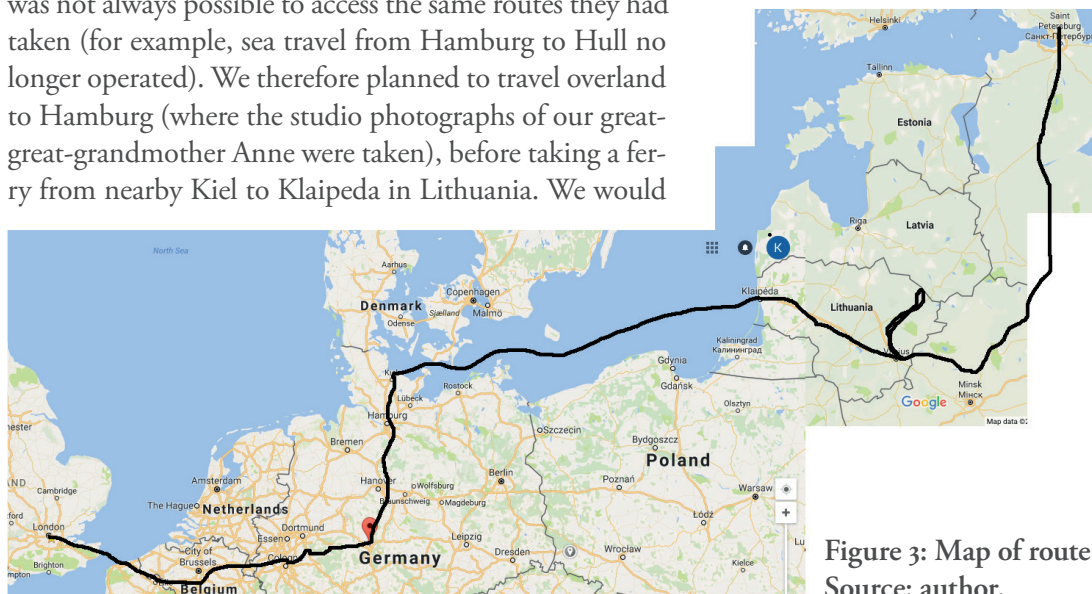 was not always possible to access the same routes they had
taken (for example, sea travel from Hamburg to Hull no
longer operated). We therefore planned to travel overland
to Hamburg (where the studio photographs of our great-
great-grandmother Anne were taken), before taking a fer-
ry from nearby Kiel to Klaipeda in Lithuania. We would
Helsinki
Saint
Petersburg
Санкт-Петербург
Tallinn
Estonia
Riga
Latvia
North Sea
K
Aarhus
Denmark
Copenhagen
Odense
Sjælland
Malmö
Klaipėda
Lithuania
Kaliningrad
Калининград
Gdynia
Gdańsk
Minsk
Мінск
Google
Map data ©2
Rostock
Lübeck
Hamburg
Olsztyn
oSzczecin
Bremen
Bydgoszcz
Poland
Berlin
Poznań
Warsaw
Hanover
oWolfsburg
oMagdeburg
Cambridge
Amsterdam
The Hague
Netherlands
Łódź
London
Dortmund
Essen
Leipzig
Germany
Dresden
Wrocław
City of
Brussels
Brighton
Kielce
Belgium
Figure 3: Map of route
Source: author.